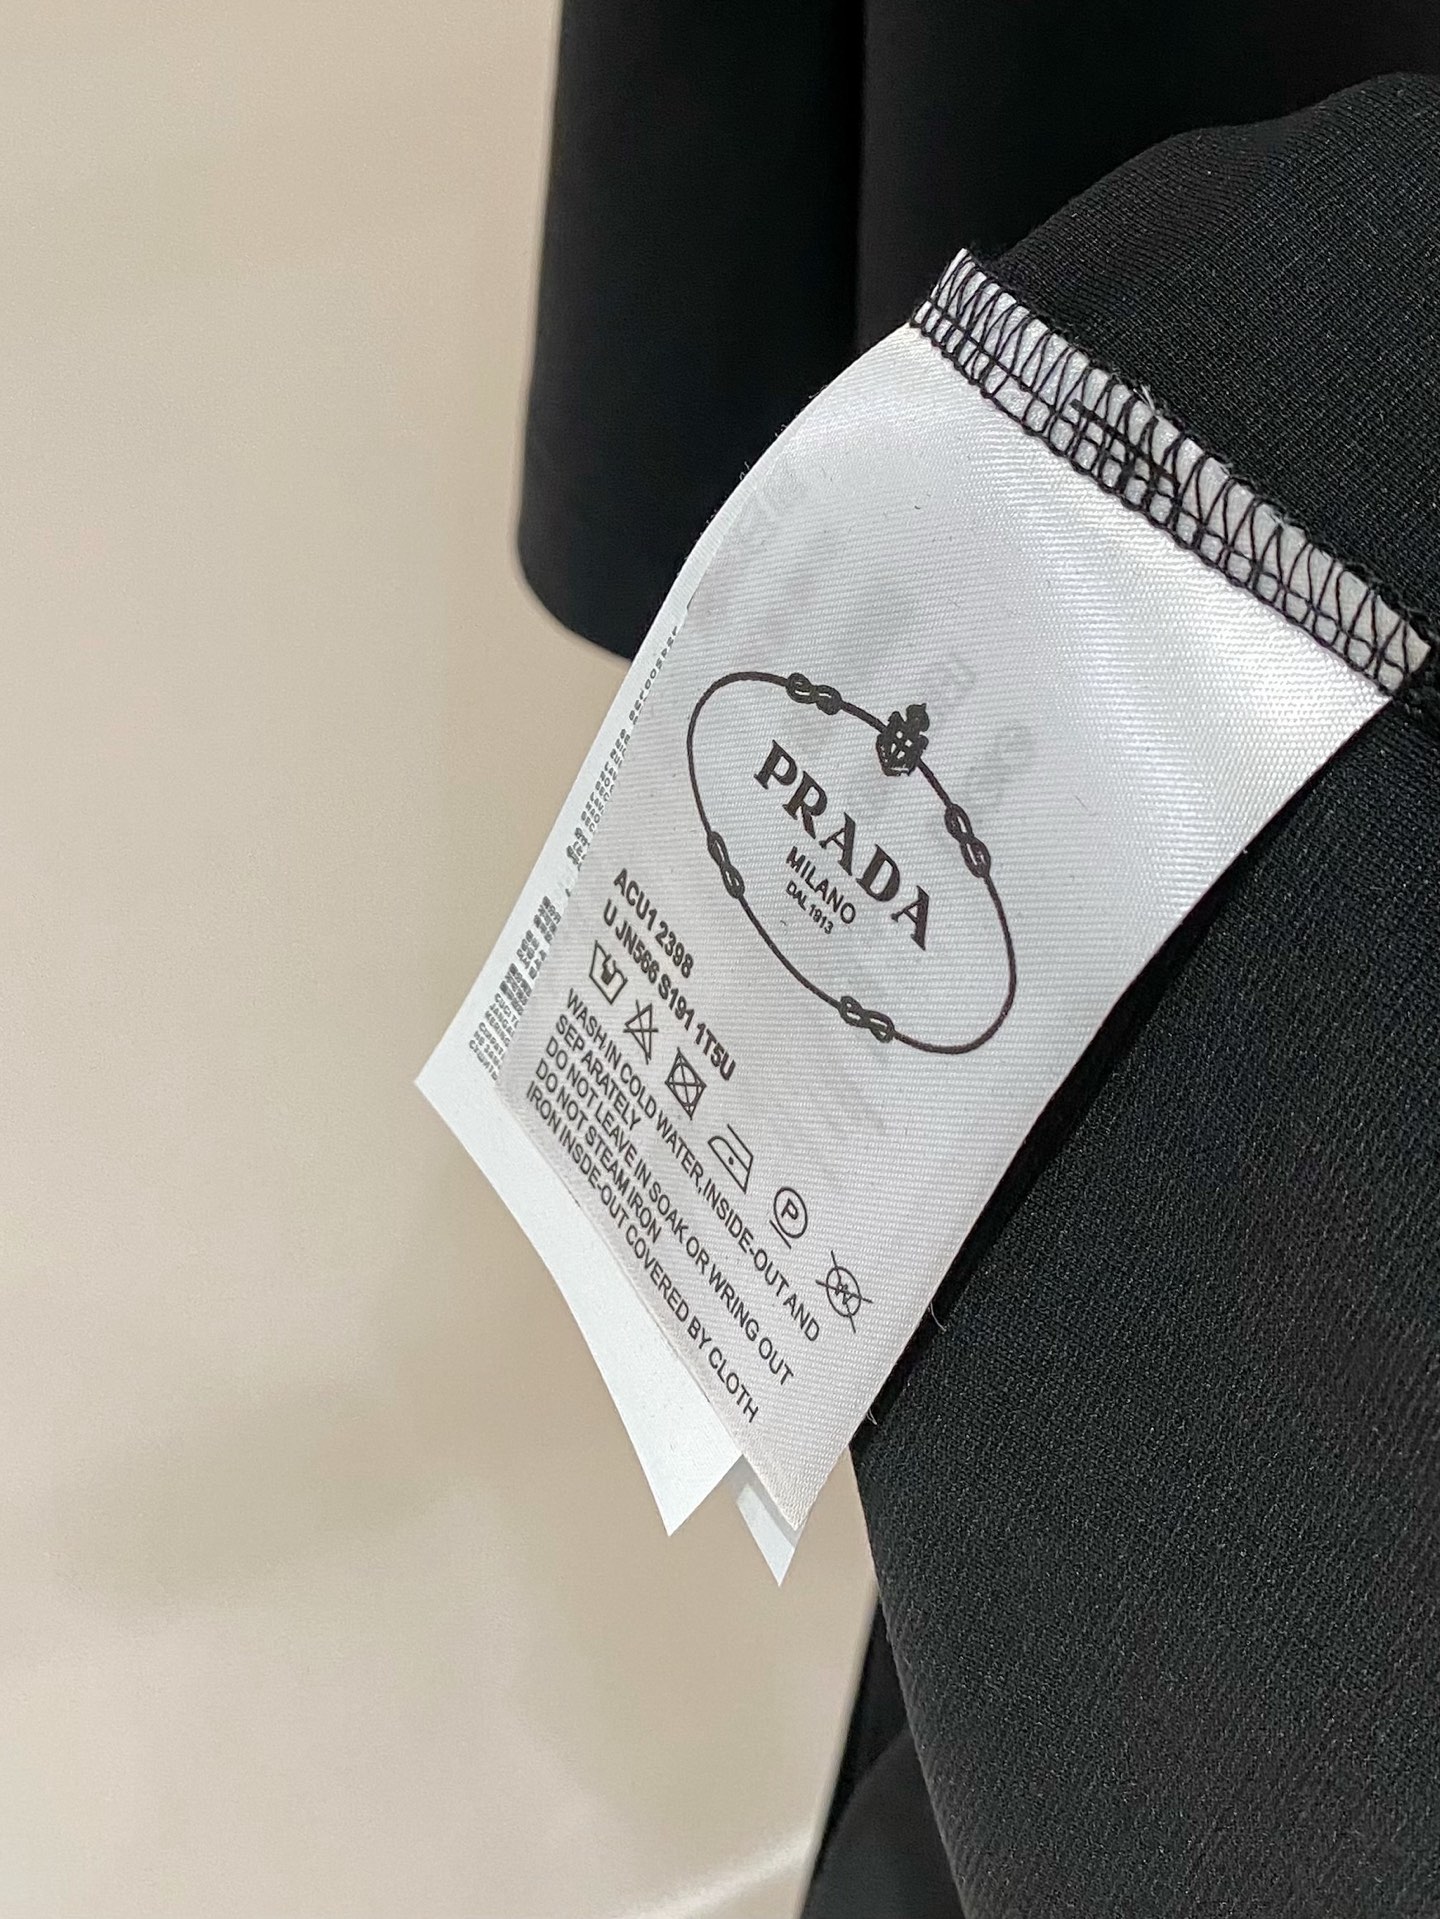 PRADA
MILANO
DAL 1913
ACU1 2398
U JN566 S191 1T5U
P
W
WASH IN COLD WATER, INSIDE-OUT AND
SEPARATELY
DO NOT LEAVE IN SOAK OR WRING OUT
DO NOT STEAM IRON
IRON INSDE-OUT COVERED BY CLOTH